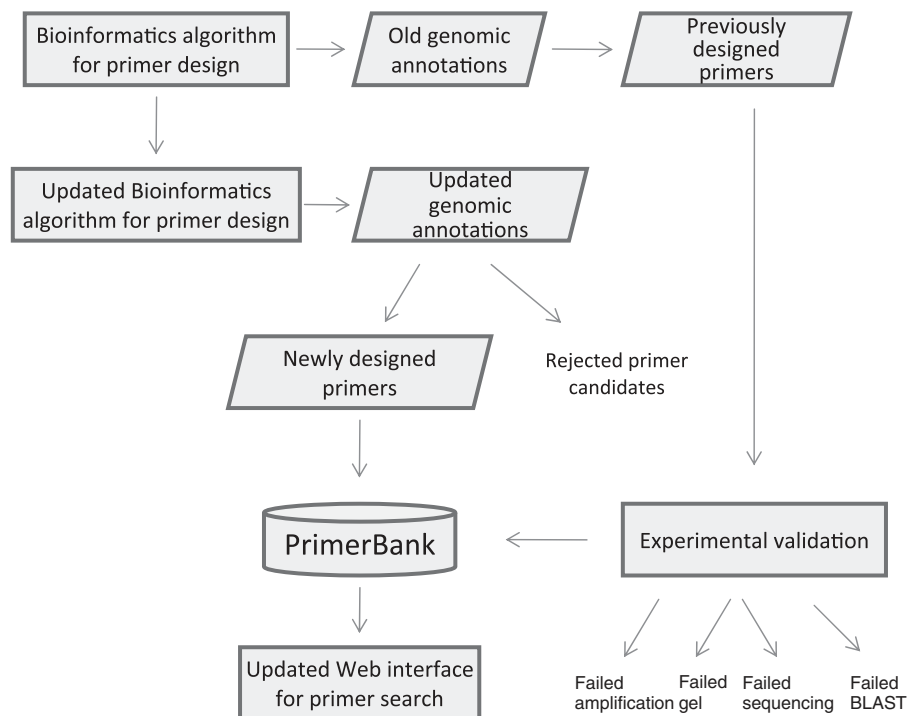 Bioinformatics algorithm
for primer design
Old genomic
annotations
Previously
designed
primers
Updated Bioinformatics
algorithm for primer design
Updated
genomic
annotations
Newly designed
primers
Rejected primer
candidates
PrimerBank
Experimental validation
Updated Web interface
for primer search
Failed
amplification
Failed
gel
Failed
sequencing
Failed
BLAST